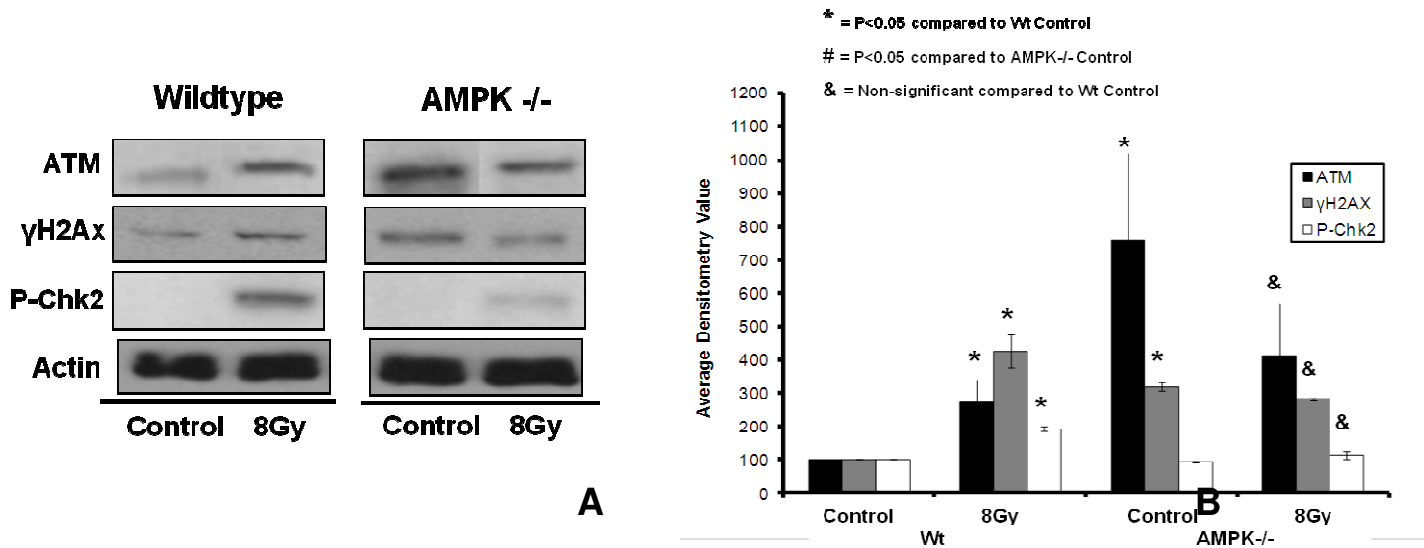 Wildtype
AMPK -/-
ATM
γH2Ax
P-Chk2
Actin
Control 8Gy
Control 8Gy
A
* = P<0.05 compared to Wt Control
# = P<0.05 compared to AMPK-/- Control
& = Non-significant compared to Wt Control
Average Densitometry Value
1200
1100
1000
900
800
700
600
500
400
300
200
100
0
*
*
*
*
*
&
&
&
ATM
γH2AX
P-Chk2
Control
8Gy
Control
8Gy
Wt
AMPK-/-
B